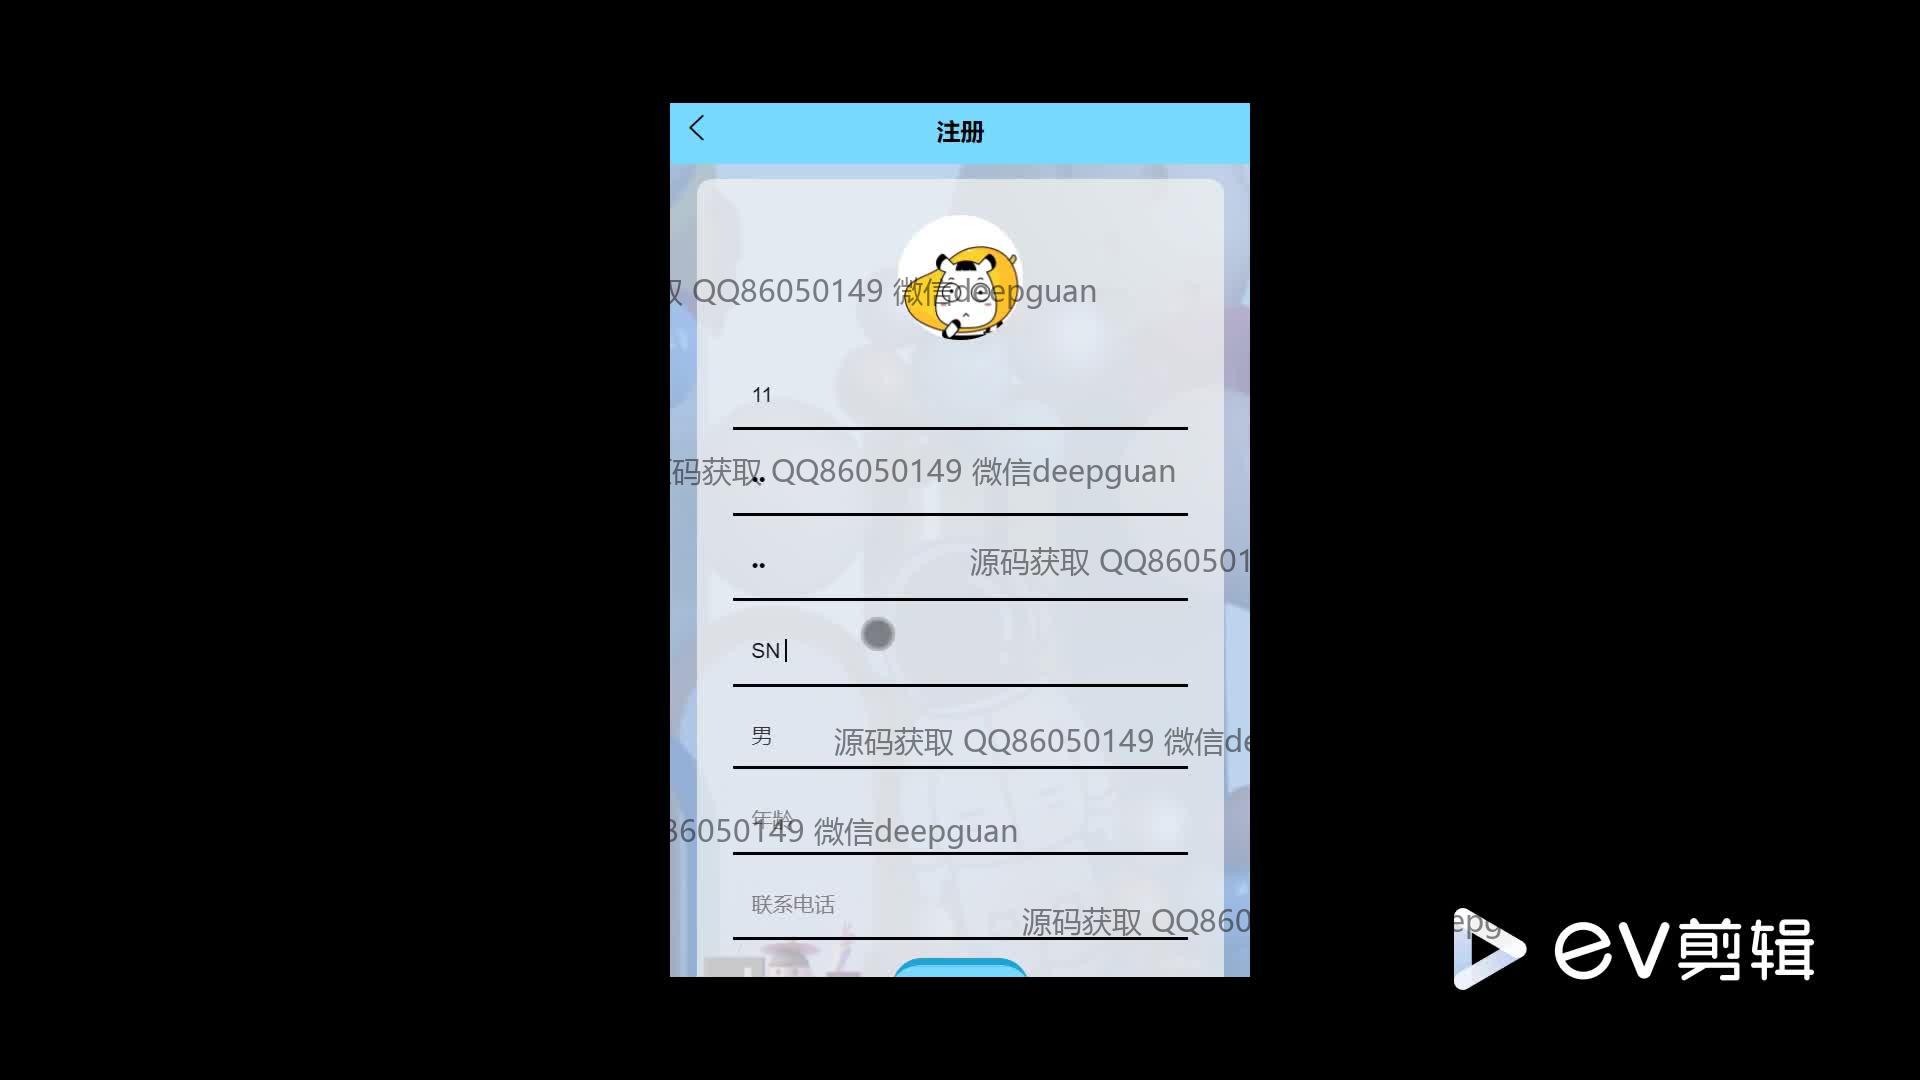 注册
取 QQ86050149 微信deepguan
11
源码获取 QQ86050149 微信deepguan
••
••
源码获取 QQ860501
SN
男
源码获取 QQ86050149 微信de
年龄
86050149 微信deepguan
联系电话
源码获取 QQ860
epg
ev剪辑